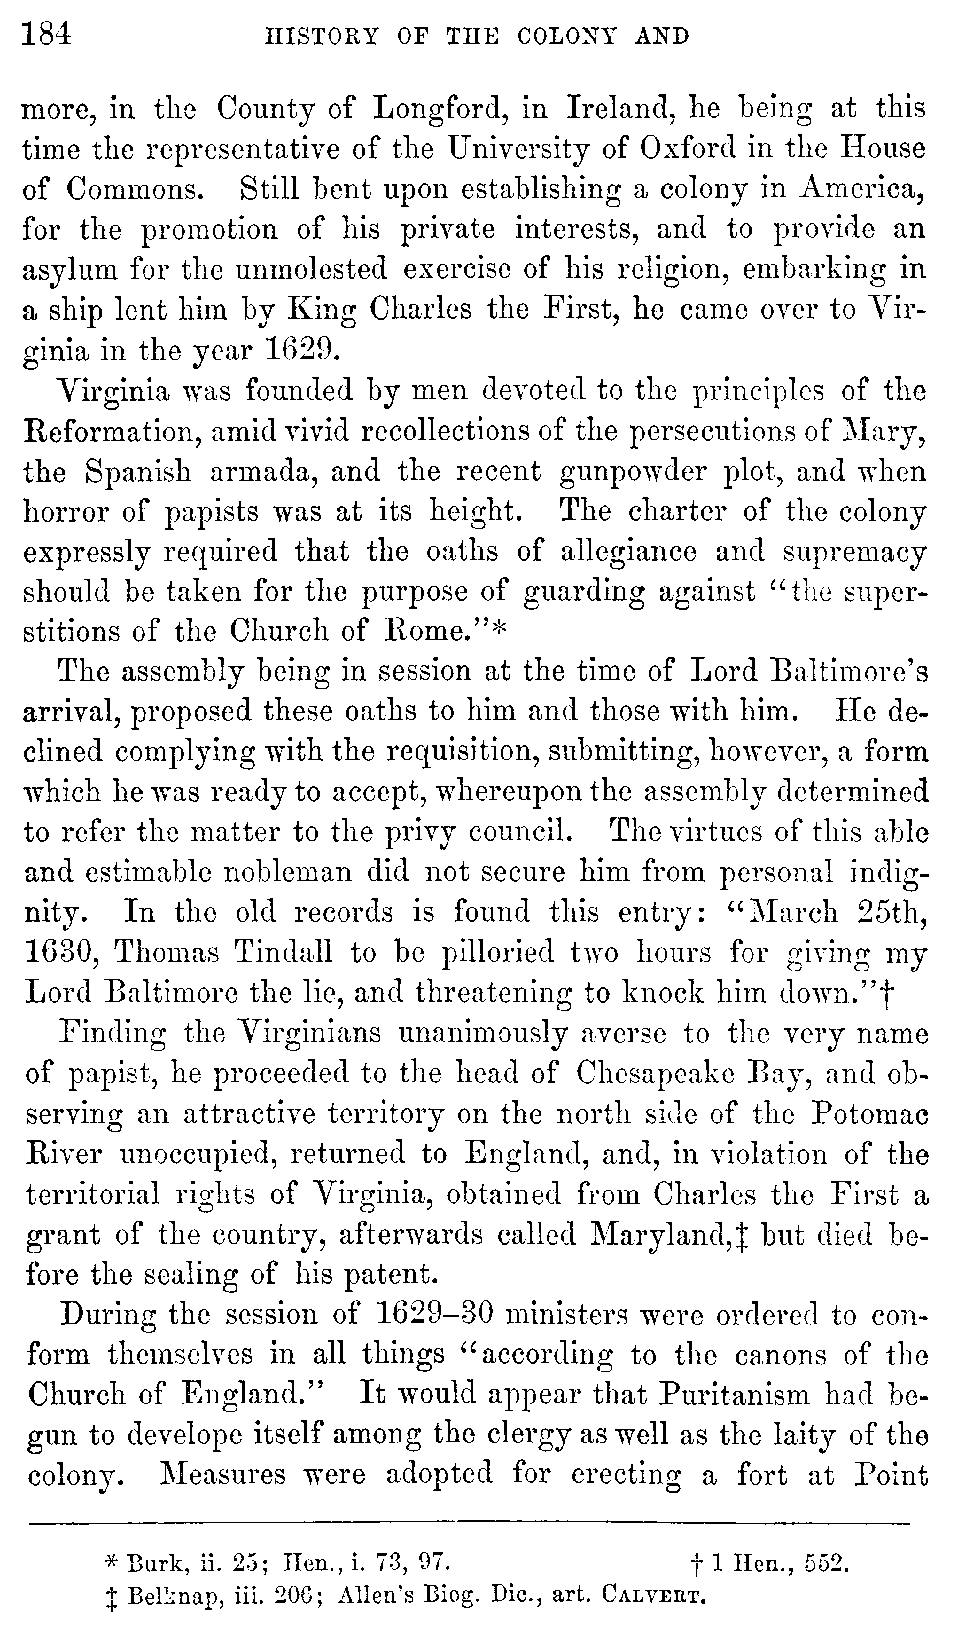 184 HISTORY OF THE COLONY AND
more, in the County of Longford, in Ireland, he being at this
time the representative of the University of Oxford in the House
of Commons. Still bent upon establishing a colony in America,
for the promotion of his private interests, and to provide an
asylum for the unmolested exercise of his religion, embarking in
a ship lent him by King Charles the First, he came over to Vir-
ginia in the year 1629.
Virginia was founded by men devoted to the principles of the
Reformation, amid vivid recollections of the persecutions of Mary,
the Spanish armada, and the recent gunpowder plot, and when
horror of papists was at its height. The charter of the colony
expressly required that the oaths of allegiance and supremacy
should be taken for the purpose of guarding against "the super-
stitions of the Church of Rome."*
The assembly being in session at the time of Lord Baltimore's
arrival, proposed these oaths to him and those with him. He de-
clined complying with the requisition, submitting, however, a form
which he was ready to accept, whereupon the assembly determined
to refer the matter to the privy council. The virtues of this able
and estimable nobleman did not secure him from personal indig-
nity. In the old records is found this entry: "March 25th,
1630, Thomas Tindall to be pilloried two hours for giving my
Lord Baltimore the lie, and threatening to knock him down."†
Finding the Virginians unanimously averse to the very name
of papist, he proceeded to the head of Chesapeake Bay, and ob-
serving an attractive territory on the north side of the Potomac
River unoccupied, returned to England, and, in violation of the
territorial rights of Virginia, obtained from Charles the First a
grant of the country, afterwards called Maryland,‡ but died be-
fore the sealing of his patent.
During the session of 1629–30 ministers were ordered to con-
form themselves in all things "according to the canons of the
Church of England." It would appear that Puritanism had be-
gun to develope itself among the clergy as well as the laity of the
colony. Measures were adopted for erecting a fort at Point
* Burk, ii. 25; Hen., i. 73, 97. † 1 Hen., 552.
‡ Belknap, iii. 206; Allen's Biog. Dic., art. CALVERT.